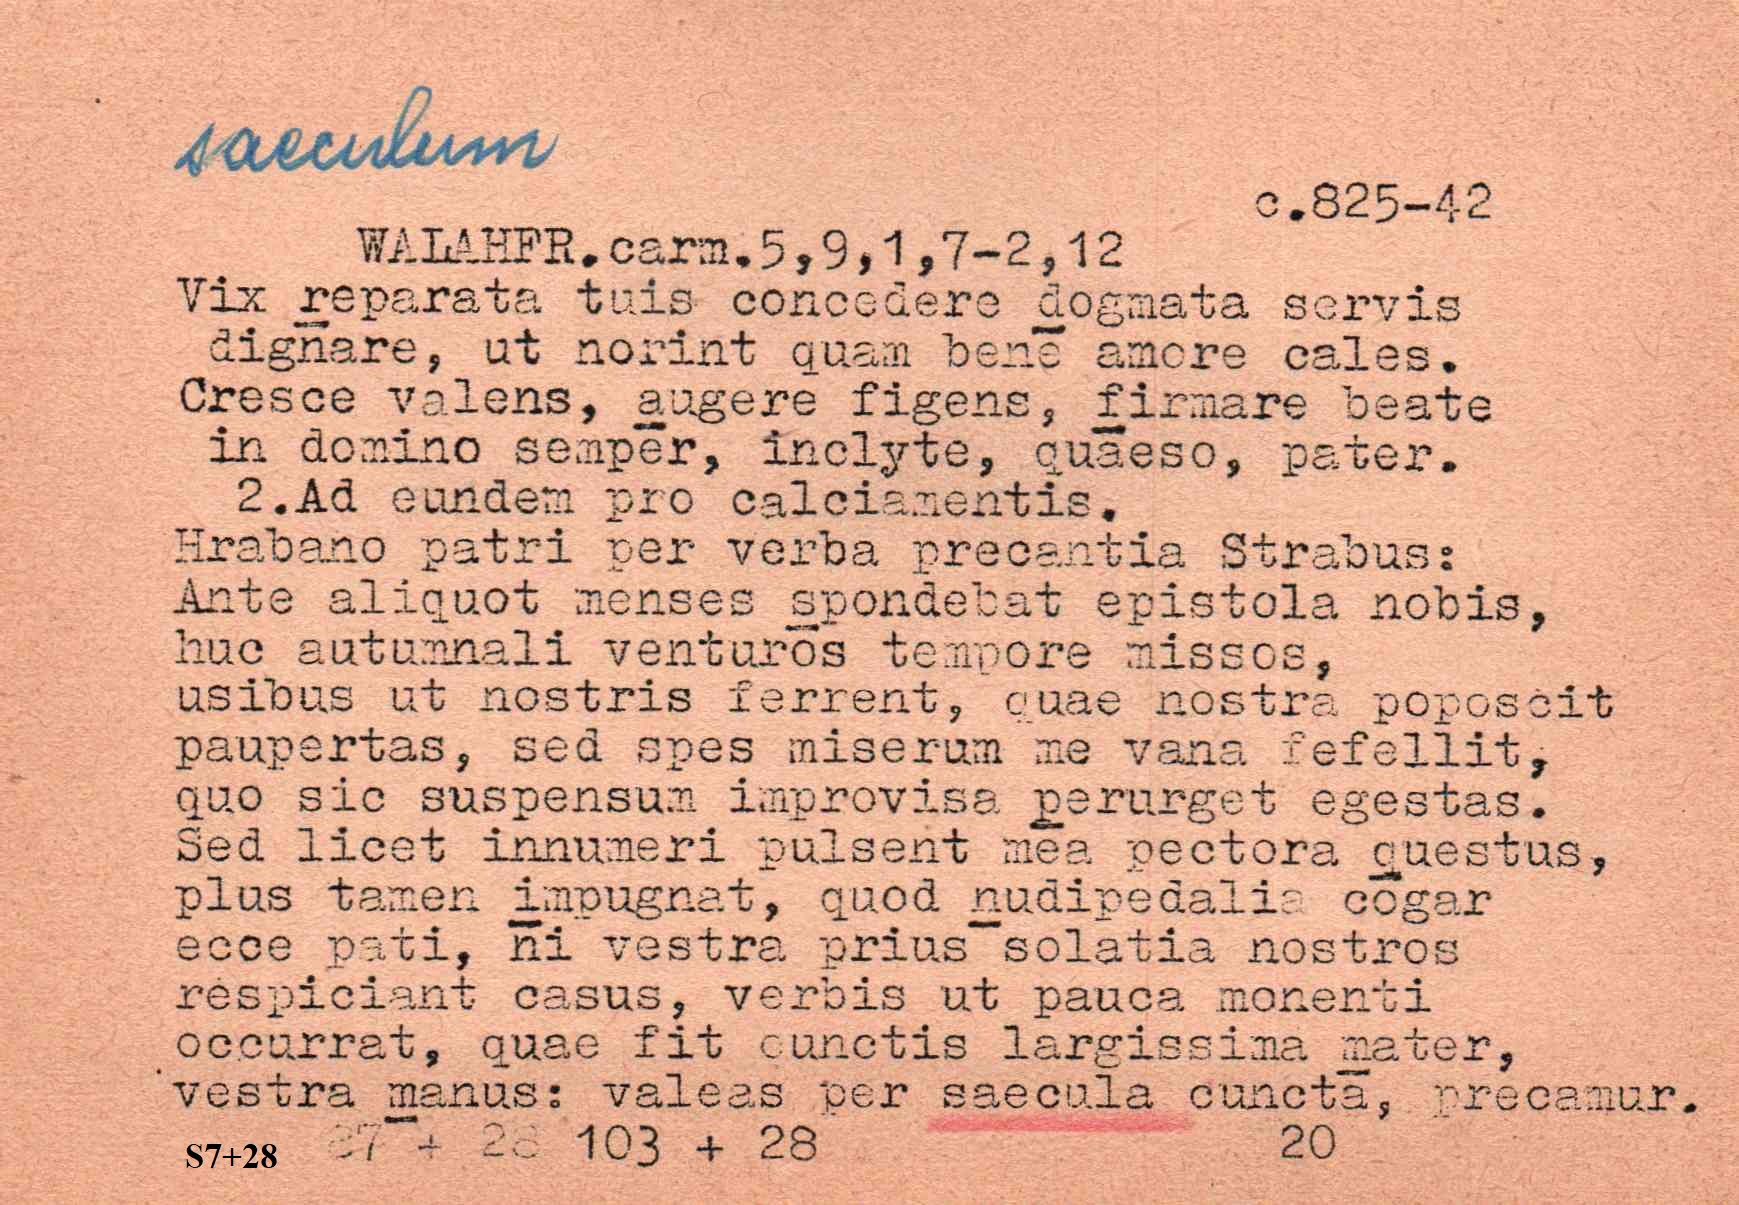 saeculum
c.825-42
WALAHFR.carm.5,9,1,7-2,12
Vix reparata tuis concedere dogmata servis
dignare, ut norint quam bene amore cales.
Cresce valens, augere figens, firmare beate
in domino semper, inclyte, quaeso, pater.
2.Ad eundem pro calciamentis.
Hrabano patri per verba precantia Strabus:
Ante aliquot menses spondebat epistola nobis,
huc autumnali venturos tempore missos,
usibus ut nostris ferrent, quae nostra poposcit
paupertas, sed spes miserum me vana fefellit,
quo sic suspensum improvisa perurget egestas.
Sed licet innumeri pulsent mea pectora questus,
plus tamen impugnat, quod nudipedalia cogar
ecce pati, ni vestra prius solatia nostros
respiciant casus, verbis ut pauca monenti
occurrat, quae fit cunctis largissima mater,
vestra manus: valeas per saecula cuncta, precamur.
S7+28 87 + 28 103 + 28 20